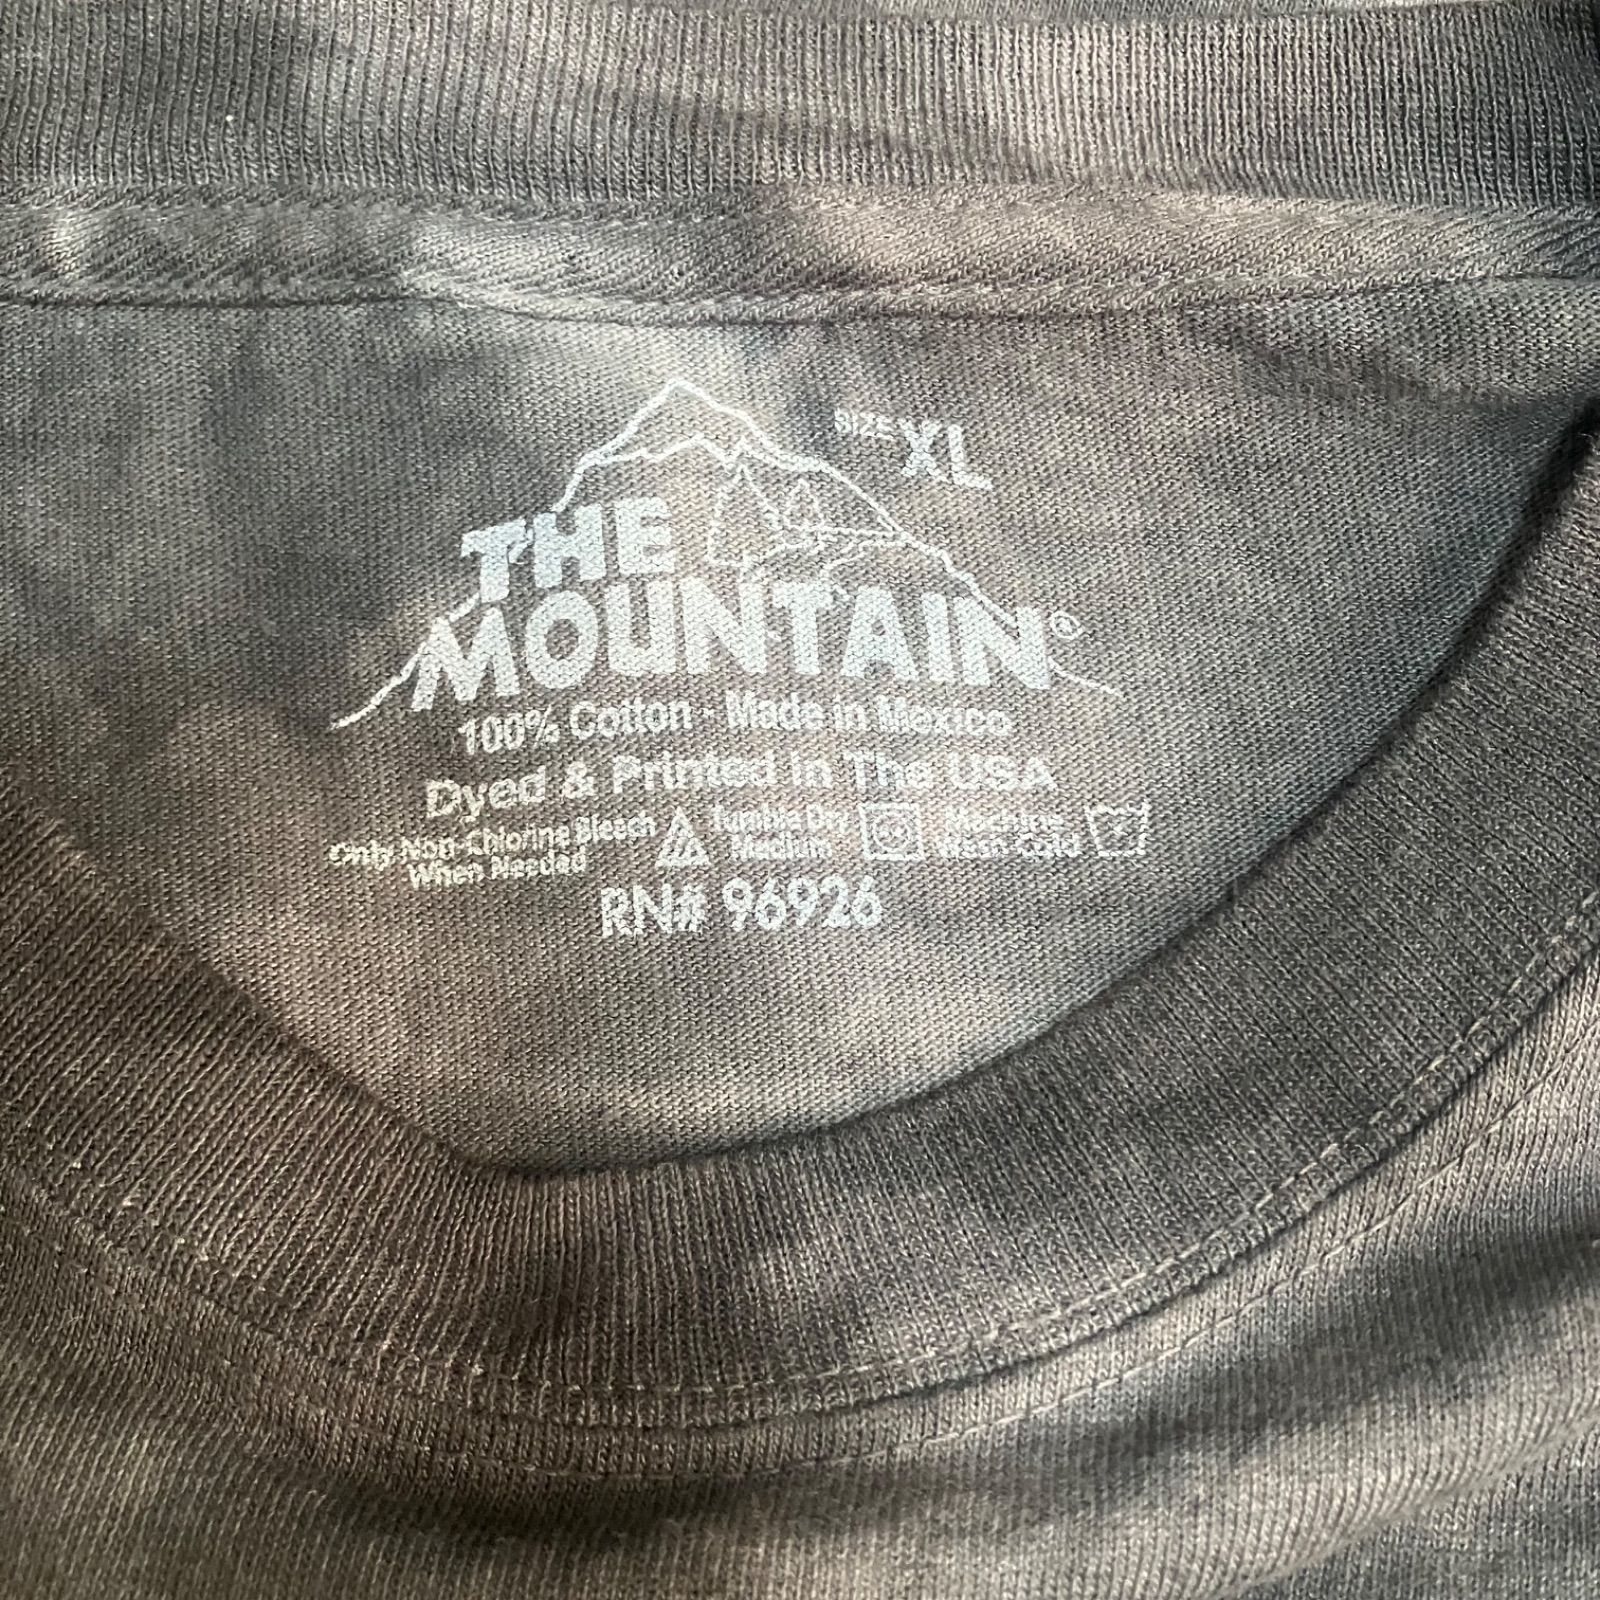 SIZE: XL
THE
MOUNTAIN®
100% Cotton - Made in Mexico
Dyed & Printed in The USA
Only Non-Chlorine Bleach
When Needed
Tumble Dry
Medium
Machine
Wash Cold
RN# 96926